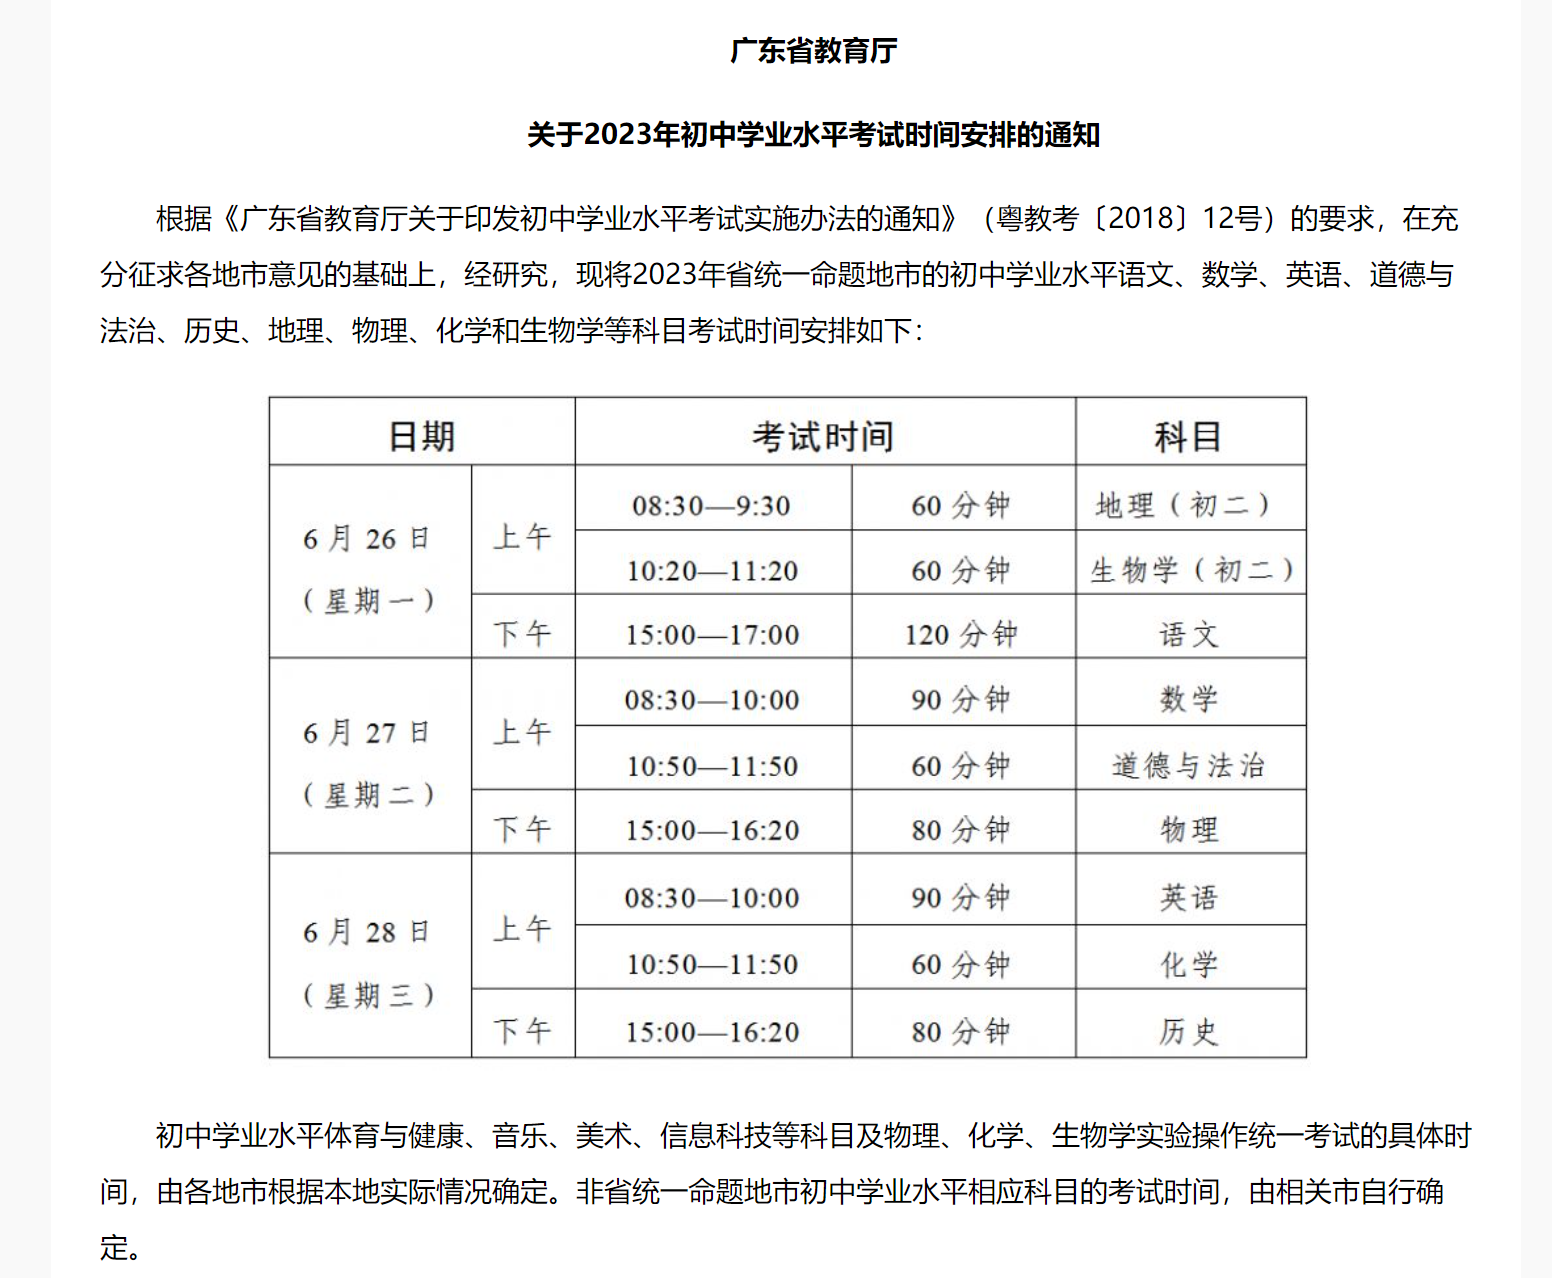 广东省教育厅
关于2023年初中学业水平考试时间安排的通知
根据《广东省教育厅关于印发初中学业水平考试实施办法的通知》（粤教考〔2018〕12号）的要求，在充
分征求各地市意见的基础上，经研究，现将2023年省统一命题地市的初中学业水平语文、数学、英语、道德与
法治、历史、地理、物理、化学和生物学等科目考试时间安排如下：
日期 考试时间 科目
6月26日
（星期一）
上午
08:30—9:30 60分钟 地理（初二）
10:20—11:20 60分钟 生物学（初二）
下午 15:00—17:00 120分钟 语文
6月27日
（星期二）
上午
08:30—10:00 90分钟 数学
10:50—11:50 60分钟 道德与法治
下午 15:00—16:20 80分钟 物理
6月28日
（星期三）
上午
08:30—10:00 90分钟 英语
10:50—11:50 60分钟 化学
下午 15:00—16:20 80分钟 历史
初中学业水平体育与健康、音乐、美术、信息科技等科目及物理、化学、生物学实验操作统一考试的具体时
间，由各地市根据本地实际情况确定。非省统一命题地市初中学业水平相应科目的考试时间，由相关市自行确
定。